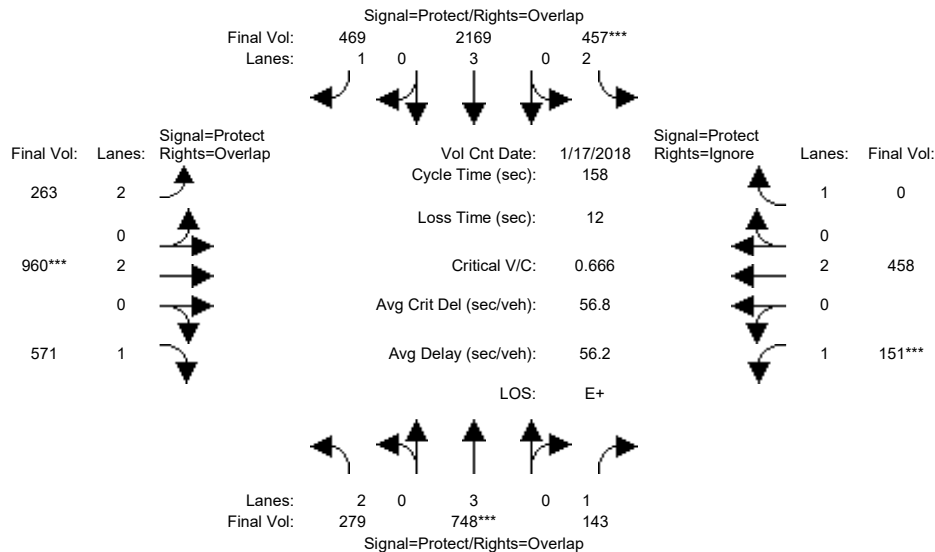 Signal=Protect/Rights=Overlap
Final Vol: 469 2169 457***
Lanes: 1 0 3 0 2
Signal=Protect Signal=Protect
Final Vol: Lanes: Rights=Overlap Vol Cnt Date: 1/17/2018 Rights=Ignore Lanes: Final Vol:
Cycle Time (sec): 158
263 2 1 0
Loss Time (sec): 12
0 0
960*** 2 Critical V/C: 0.666 2 458
0 Avg Crit Del (sec/veh): 56.8 0
571 1 Avg Delay (sec/veh): 56.2 1 151***
LOS: E+
Lanes: 2 0 3 0 1
Final Vol: 279 748*** 143
Signal=Protect/Rights=Overlap